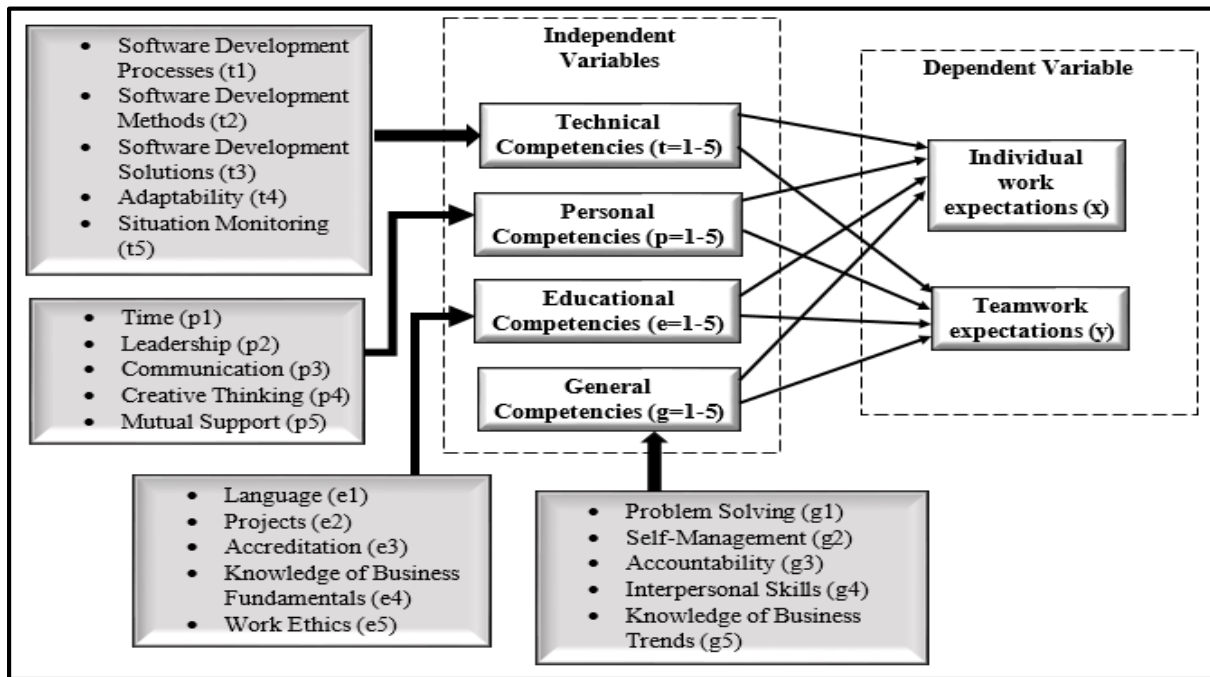 • Software Development
Processes (t1)
• Software Development
Methods (t2)
• Software Development
Solutions (t3)
• Adaptability (t4)
• Situation Monitoring
(t5)
• Time (p1)
• Leadership (p2)
• Communication (p3)
• Creative Thinking (p4)
• Mutual Support (p5)
• Language (e1)
• Projects (e2)
• Accreditation (e3)
• Knowledge of Business
Fundamentals (e4)
• Work Ethics (e5)
Independent
Variables
Technical
Competencies (t=1-5)
Personal
Competencies (p=1-5)
Educational
Competencies (e=1-5)
General
Competencies (g=1-5)
• Problem Solving (g1)
• Self-Management (g2)
• Accountability (g3)
• Interpersonal Skills (g4)
• Knowledge of Business
Trends (g5)
Dependent Variable
Individual
work
expectations (x)
Teamwork
expectations (y)